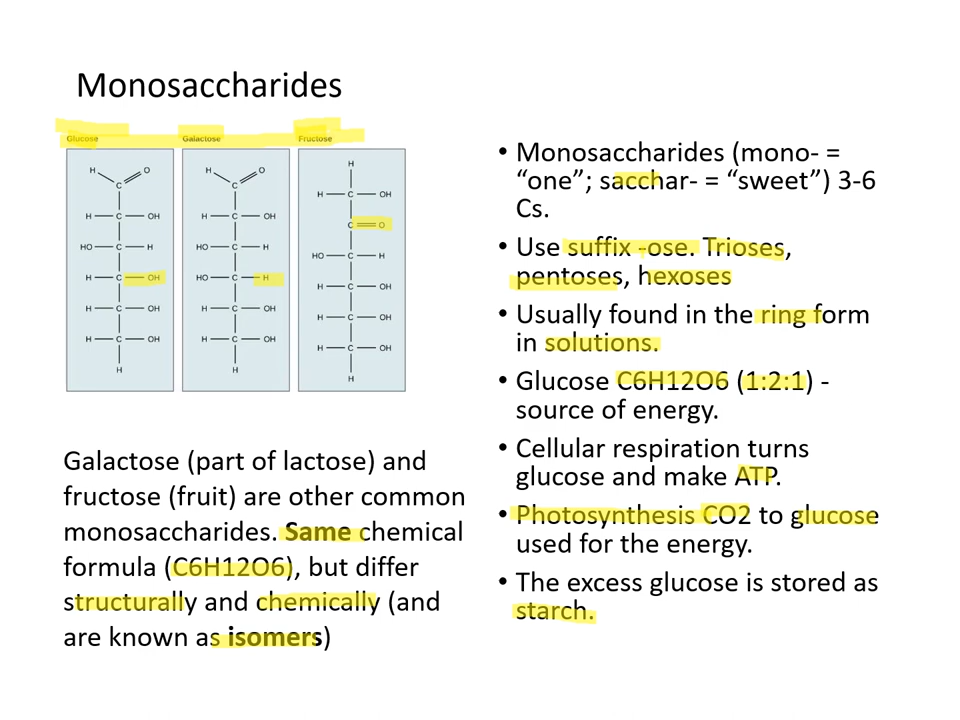 Monosaccharides
Glucose
Galactose
Fructose
H O
C
H C OH
HO C H
H C OH
H C OH
H C OH
H
H O
C
H C OH
HO C H
HO C H
H C OH
H C OH
H
H
H C OH
C O
HO C H
H C OH
H C OH
H C OH
H
Galactose (part of lactose) and
fructose (fruit) are other common
monosaccharides. Same chemical
formula (C6H12O6), but differ
structurally and chemically (and
are known as isomers)
• Monosaccharides (mono- =
“one”; sacchar- = “sweet”) 3-6
Cs.
• Use suffix -ose. Trioses,
pentoses, hexoses
• Usually found in the ring form
in solutions.
• Glucose C6H12O6 (1:2:1) -
source of energy.
• Cellular respiration turns
glucose and make ATP.
• Photosynthesis CO2 to glucose
used for the energy.
• The excess glucose is stored as
starch.